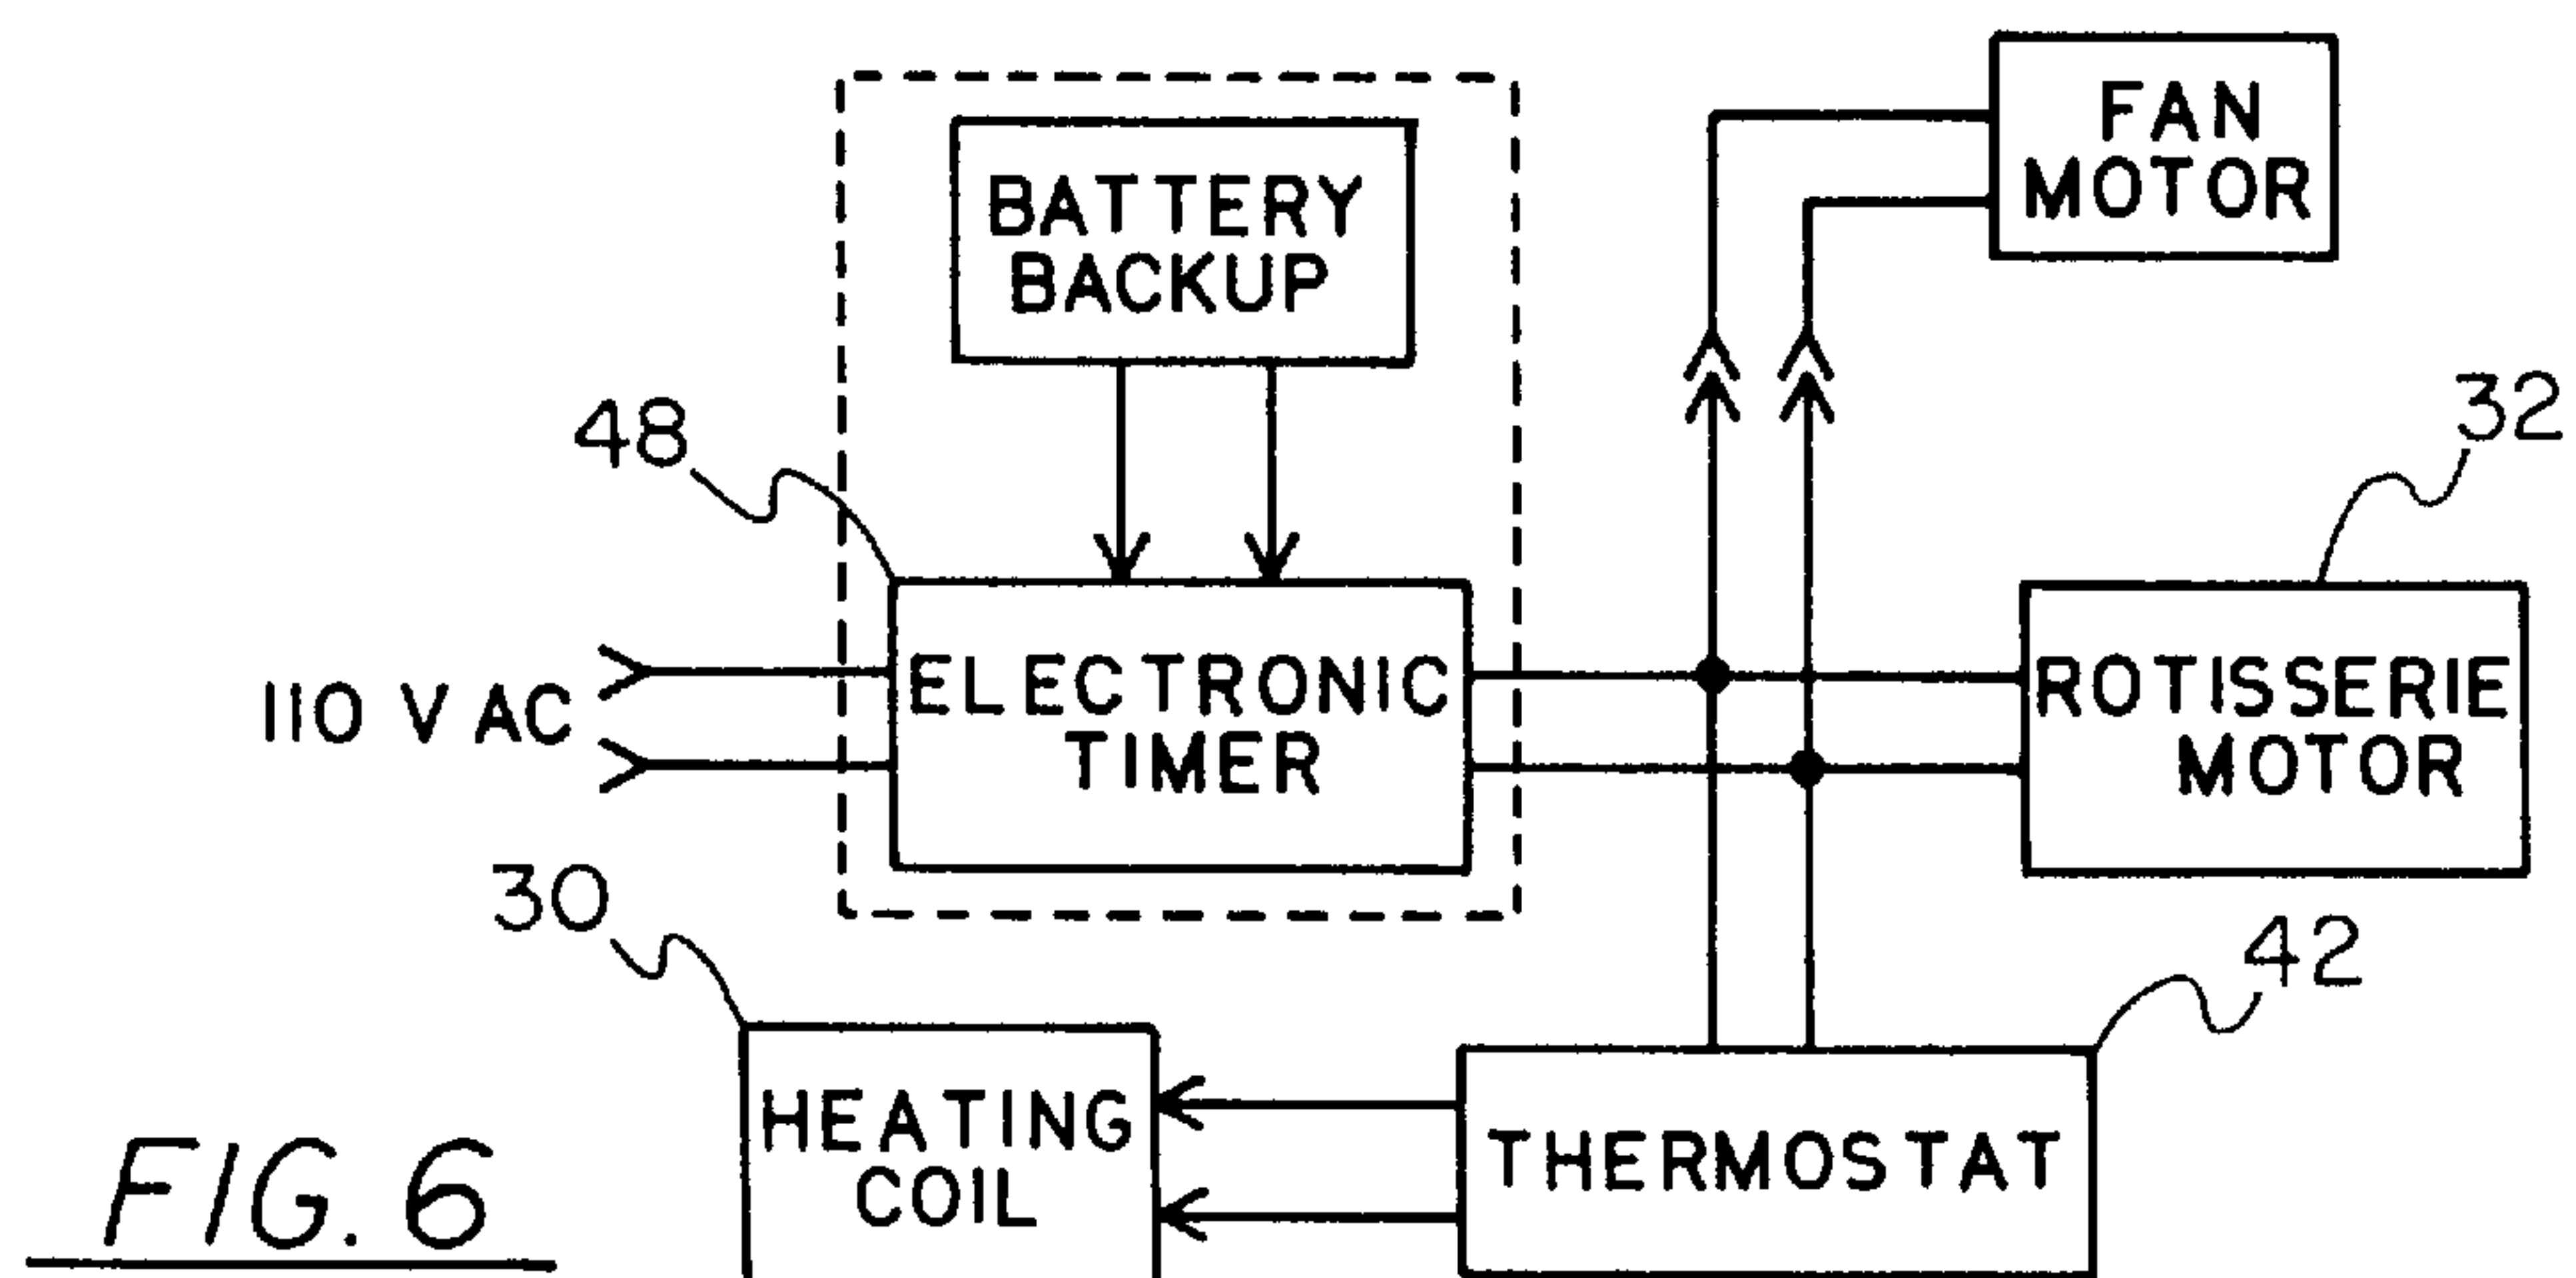 FAN
MOTOR
BATTERY
BACKUP
48
32
110 V AC
ELECTRONIC
TIMER
ROTISSERIE
MOTOR
30
42
HEATING
COIL
THERMOSTAT
FIG. 6